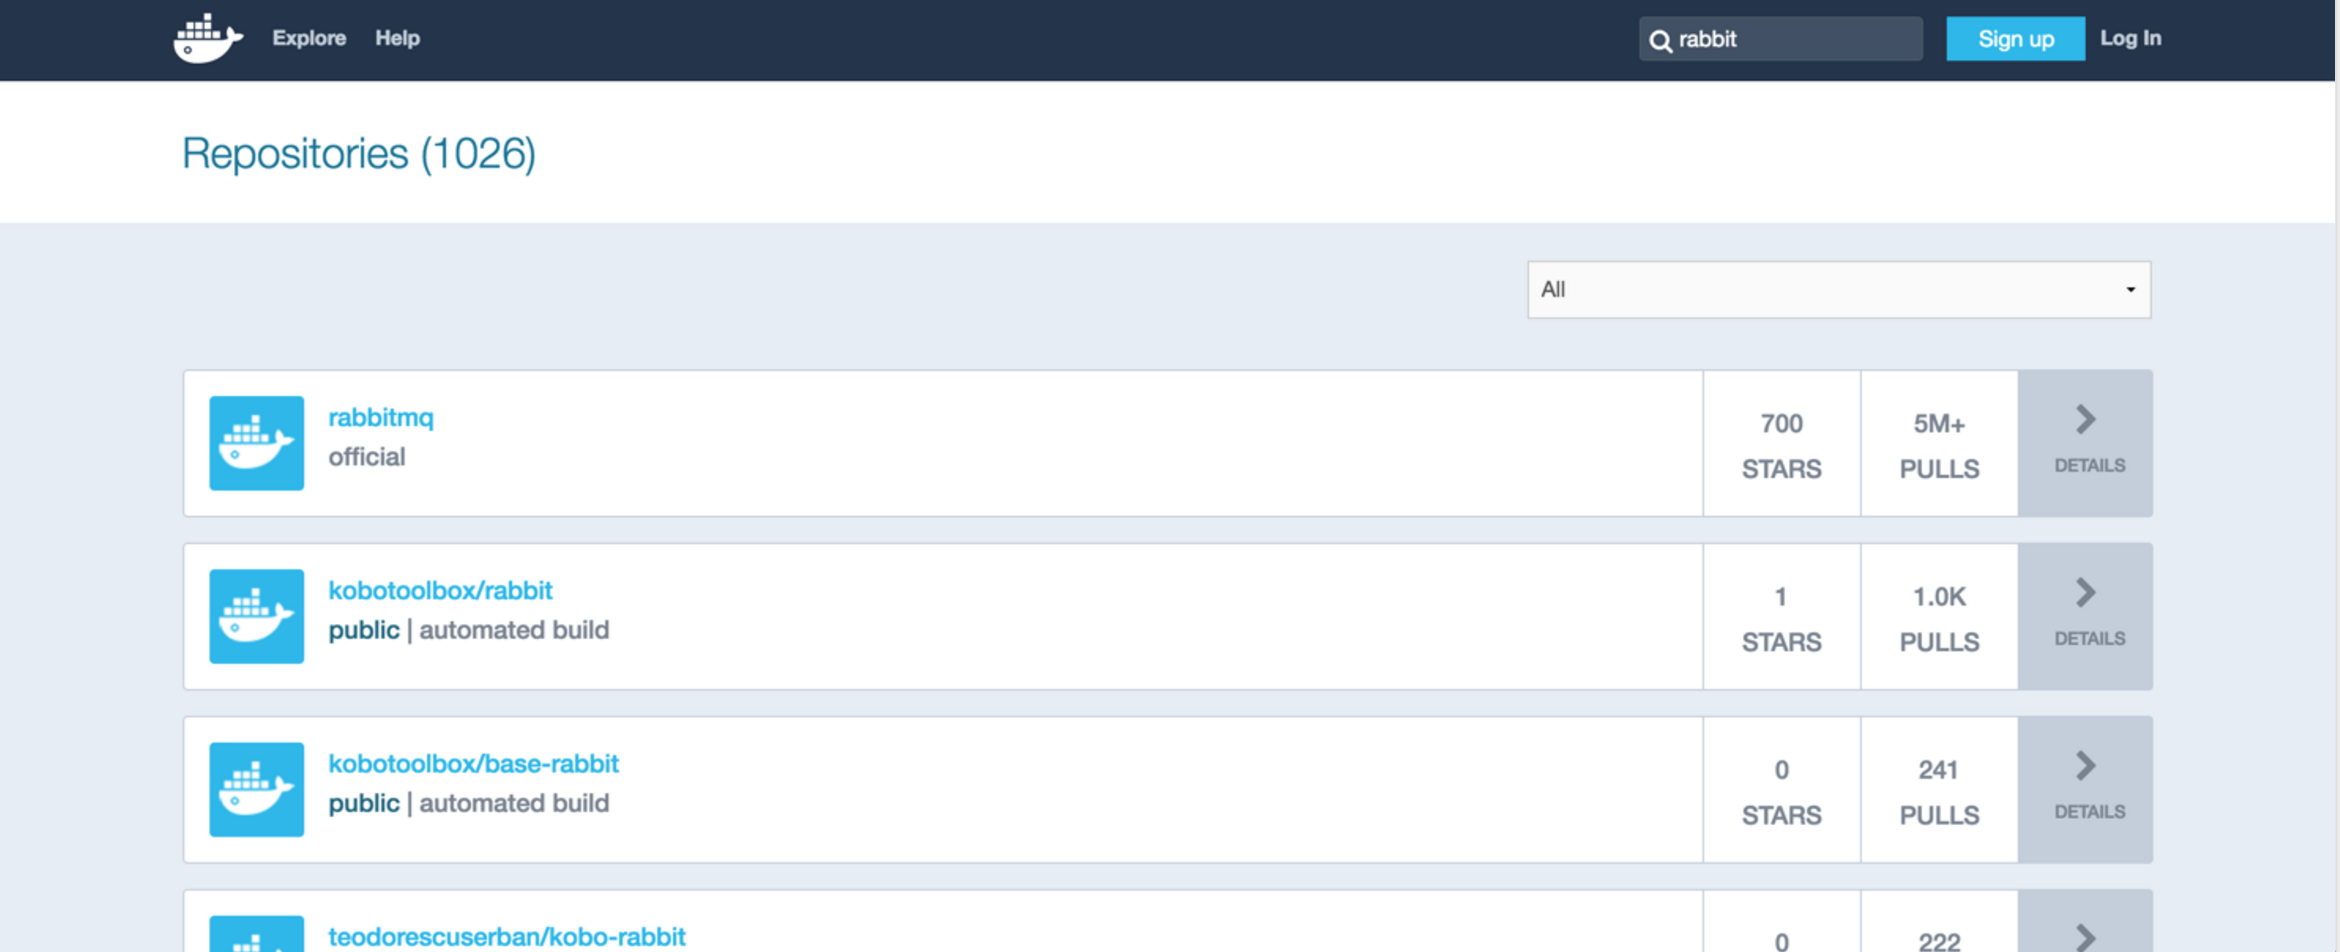 Explore Help rabbit Sign up Log In
Repositories (1026)
All
rabbitmq
official
700
STARS
5M+
PULLS
DETAILS
kobotoolbox/rabbit
public | automated build
1
STARS
1.0K
PULLS
DETAILS
kobotoolbox/base-rabbit
public | automated build
0
STARS
241
PULLS
DETAILS
teodorescuserban/kobo-rabbit
0
222